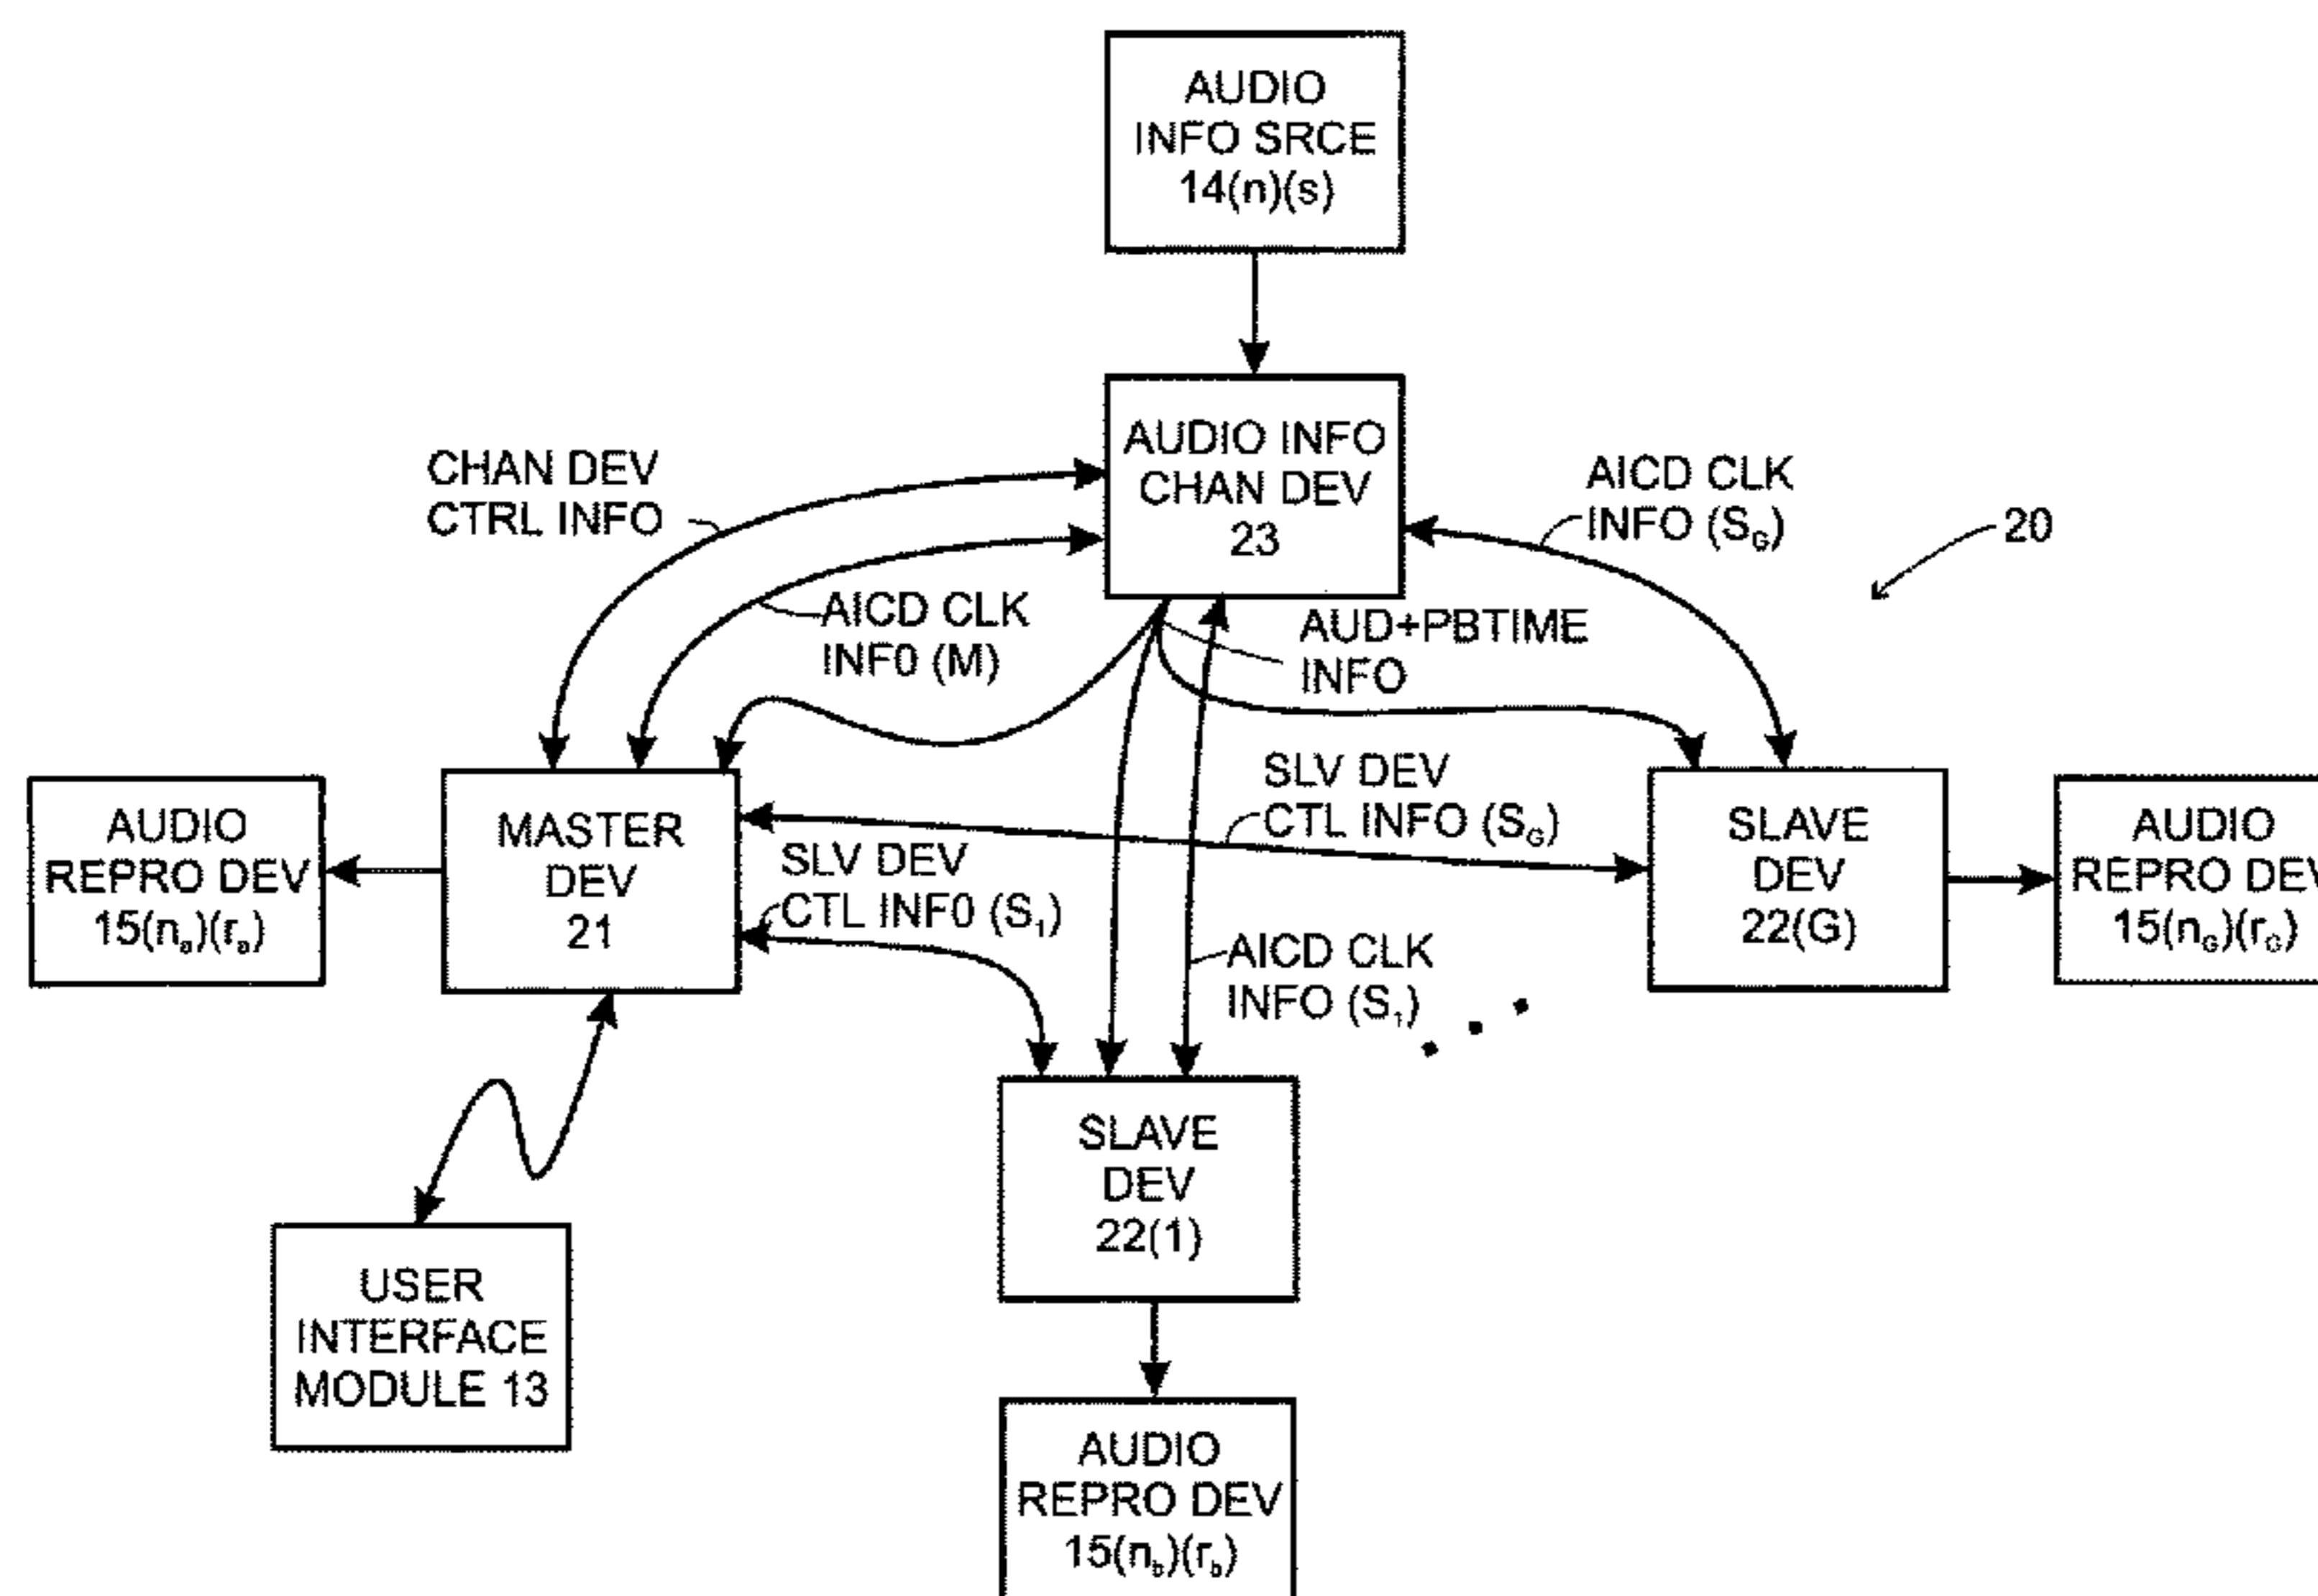 AUDIO
INFO SRCE
14(n)(s)
AUDIO INFO
CHAN DEV
23
CHAN DEV
CTRL INFO
AICD CLK
INFO (S_G)
20
AICD CLK
INF0 (M)
AUD+PBTIME
INFO
AUDIO
REPRO DEV
15(n_a)(r_a)
MASTER
DEV
21
SLV DEV
CTL INFO (S_G)
SLV DEV
CTL INF0 (S_1)
SLAVE
DEV
22(G)
AUDIO
REPRO DEV
15(n_G)(r_G)
AICD CLK
INFO (S_1)
SLAVE
DEV
22(1)
USER
INTERFACE
MODULE 13
AUDIO
REPRO DEV
15(n_b)(r_b)